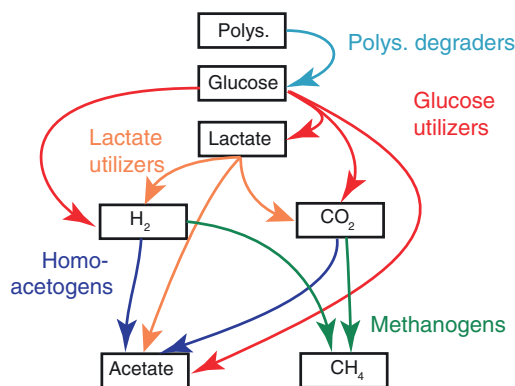 Polys.
Polys. degraders
Glucose
Glucose
utilizers
Lactate
Lactate
utilizers
H2
CO2
Homo-
acetogens
Methanogens
Acetate
CH4